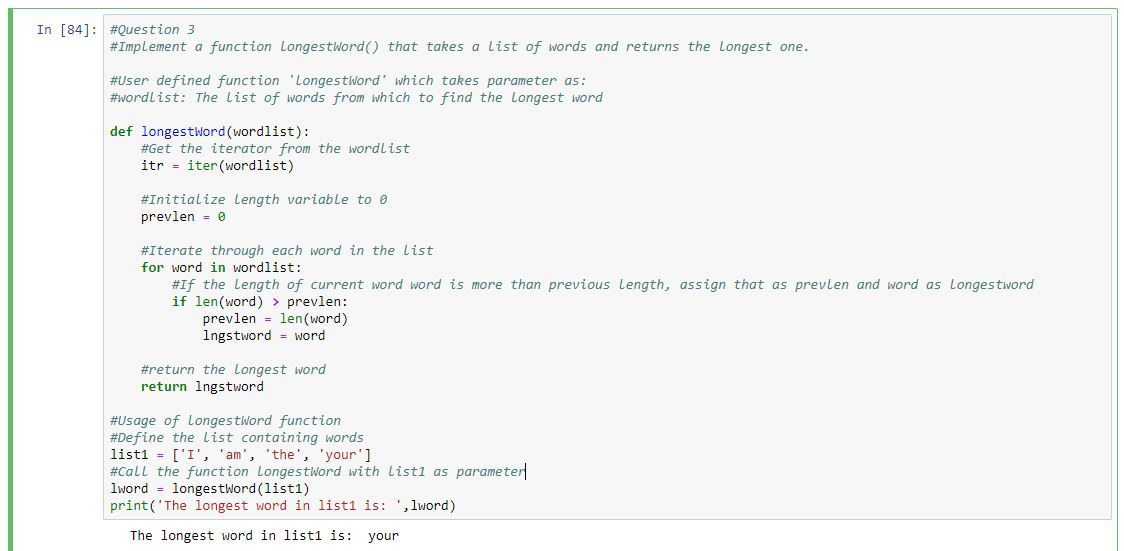 In [84]: #Question 3
#Implement a function longestWord() that takes a list of words and returns the longest one.
#User defined function 'longestWord' which takes parameter as:
#wordlist: The list of words from which to find the longest word
def longestWord(wordlist):
    #Get the iterator from the wordlist
    itr = iter(wordlist)
    #Initialize length variable to 0
    prevlen = 0
    #Iterate through each word in the list
    for word in wordlist:
        #If the length of current word word is more than previous length, assign that as prevlen and word as longestword
        if len(word) > prevlen:
            prevlen = len(word)
            lngstword = word
    #return the longest word
    return lngstword
#Usage of longestWord function
#Define the list containing words
list1 = ['I', 'am', 'the', 'your']
#Call the function longestWord with list1 as parameter
lword = longestWord(list1)
print('The longest word in list1 is: ',lword)
The longest word in list1 is:  your